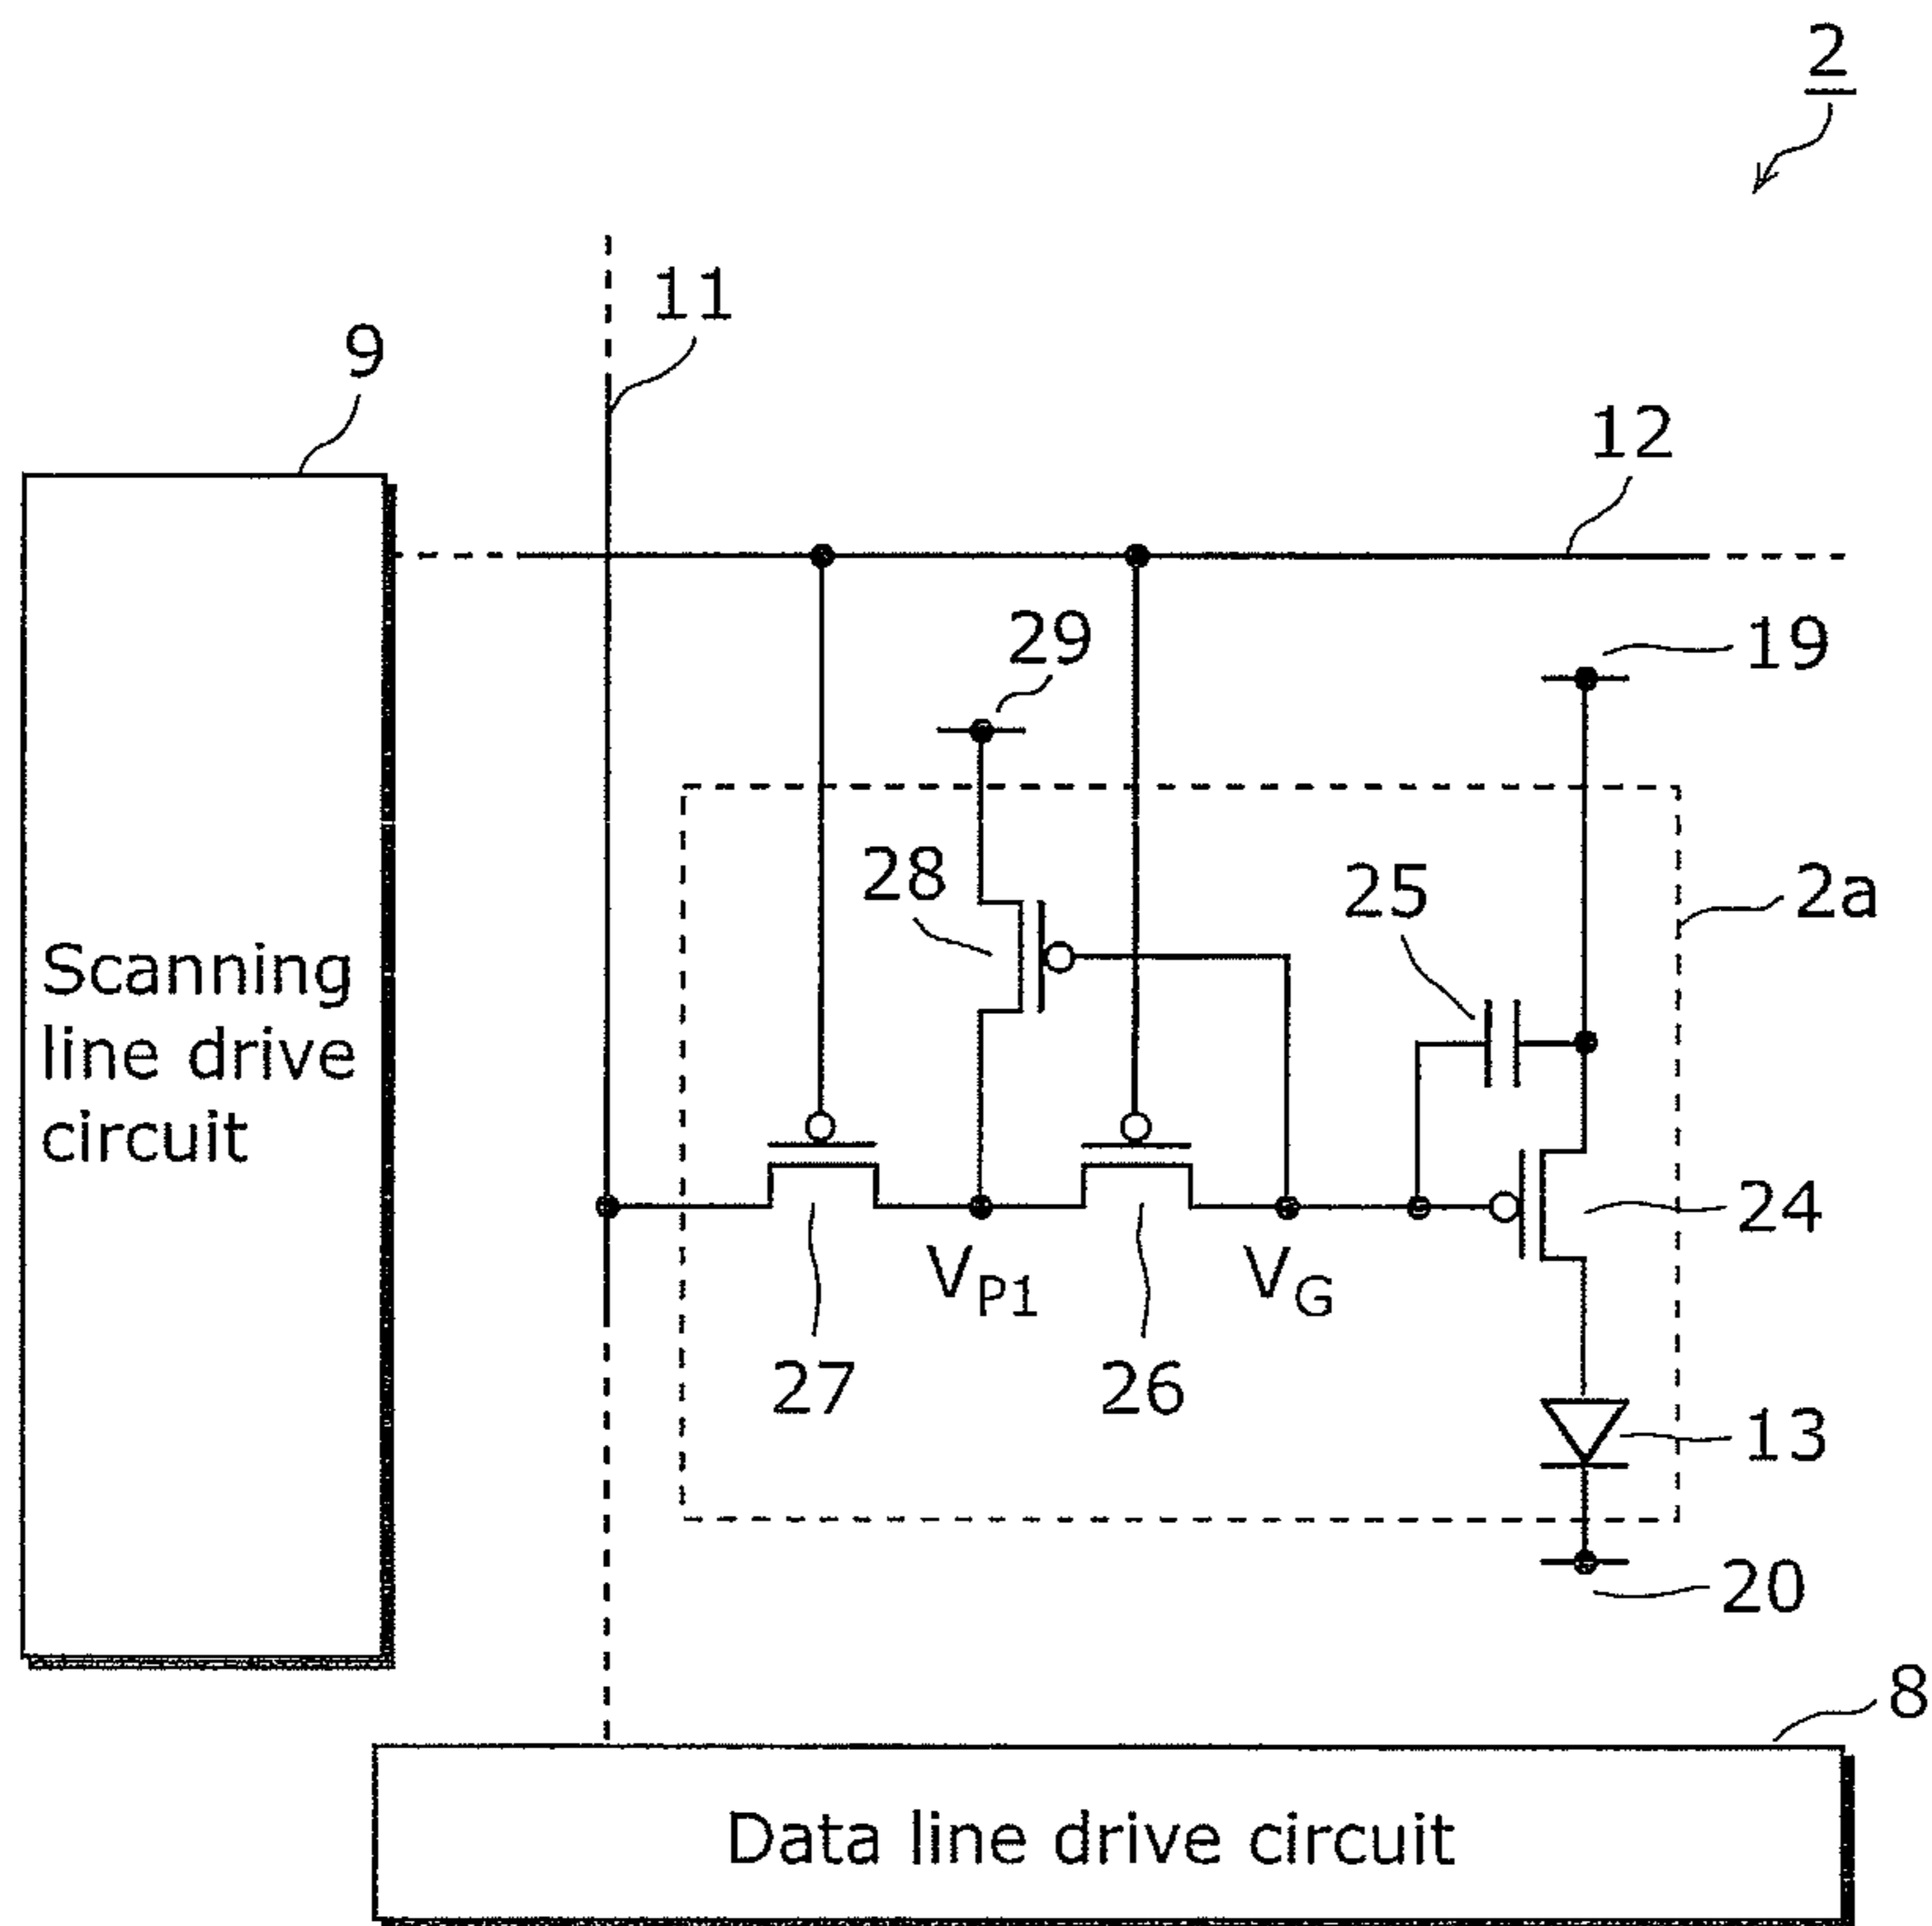 2
11
9
12
29
19
28
25
2a
Scanning
line drive
circuit
24
VP1
VG
27
26
13
20
8
Data line drive circuit